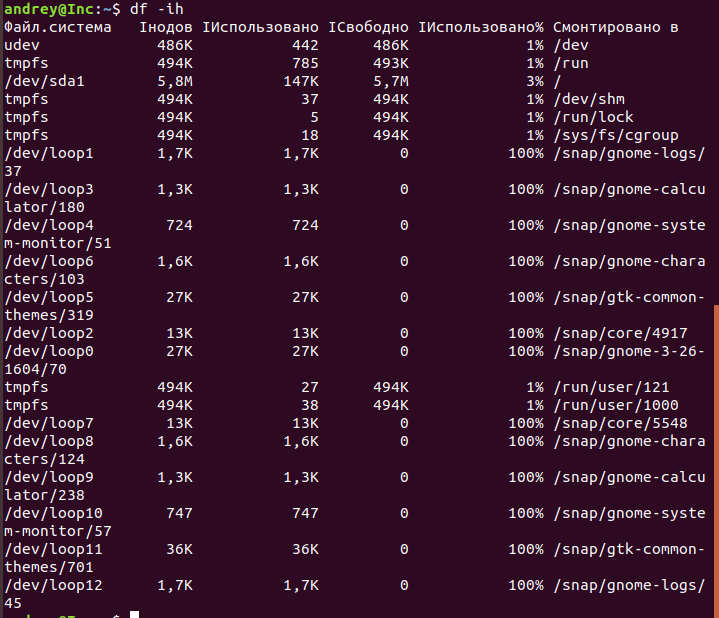 andrey@Inc:~$ df -ih
Файл.система   Iнодов IИспользовано IСвободно IИспользовано% Смонтировано в
udev             486K           442      486K             1% /dev
tmpfs            494K           785      493K             1% /run
/dev/sda1        5,8M          147K      5,7M             3% /
tmpfs            494K            37      494K             1% /dev/shm
tmpfs            494K             5      494K             1% /run/lock
tmpfs            494K            18      494K             1% /sys/fs/cgroup
/dev/loop1       1,7K          1,7K         0           100% /snap/gnome-logs/
37
/dev/loop3       1,3K          1,3K         0           100% /snap/gnome-calcu
lator/180
/dev/loop4        724           724         0           100% /snap/gnome-syste
m-monitor/51
/dev/loop6       1,6K          1,6K         0           100% /snap/gnome-chara
cters/103
/dev/loop5        27K           27K         0           100% /snap/gtk-common-
themes/319
/dev/loop2        13K           13K         0           100% /snap/core/4917
/dev/loop0        27K           27K         0           100% /snap/gnome-3-26-
1604/70
tmpfs            494K            27      494K             1% /run/user/121
tmpfs            494K            38      494K             1% /run/user/1000
/dev/loop7        13K           13K         0           100% /snap/core/5548
/dev/loop8       1,6K          1,6K         0           100% /snap/gnome-chara
cters/124
/dev/loop9       1,3K          1,3K         0           100% /snap/gnome-calcu
lator/238
/dev/loop10       747           747         0           100% /snap/gnome-syste
m-monitor/57
/dev/loop11       36K           36K         0           100% /snap/gtk-common-
themes/701
/dev/loop12      1,7K          1,7K         0           100% /snap/gnome-logs/
45
andrey@Inc:~$